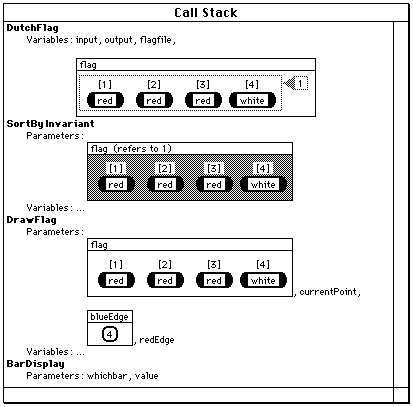 Call Stack
DutchFlag
Variables: input, output, flagfile,
flag
[1] [2] [3] [4]
red red red white
1
SortByInvariant
Parameters:
flag (refers to 1)
[1] [2] [3] [4]
red red red white
Variables: ...
DrawFlag
Parameters:
flag
[1] [2] [3] [4]
red red red white
, currentPoint,
blueEdge
4
, redEdge
Variables: ...
BarDisplay
Parameters: whichbar, value